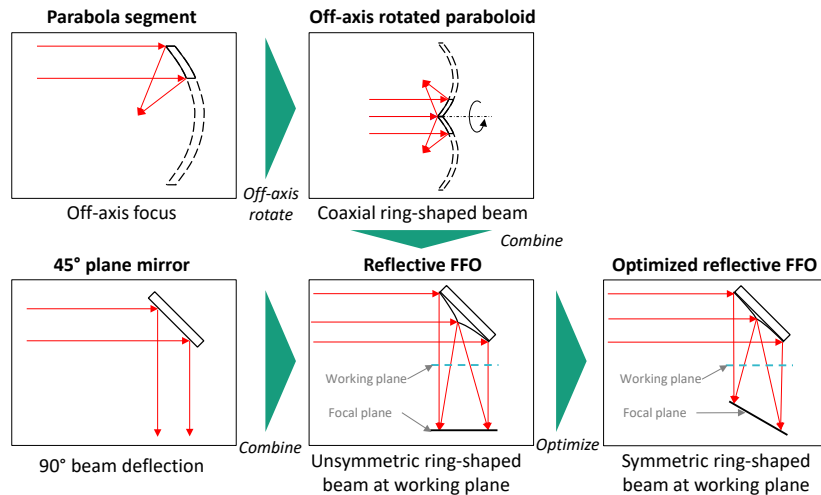 Parabola segment
Off-axis rotated paraboloid
Off-axis
rotate
Off-axis focus
Coaxial ring-shaped beam
Combine
45° plane mirror
Reflective FFO
Optimized reflective FFO
Working plane
Focal plane
Working plane
Focal plane
Combine
Optimize
90° beam deflection
Unsymmetric ring-shaped
beam at working plane
Symmetric ring-shaped
beam at working plane